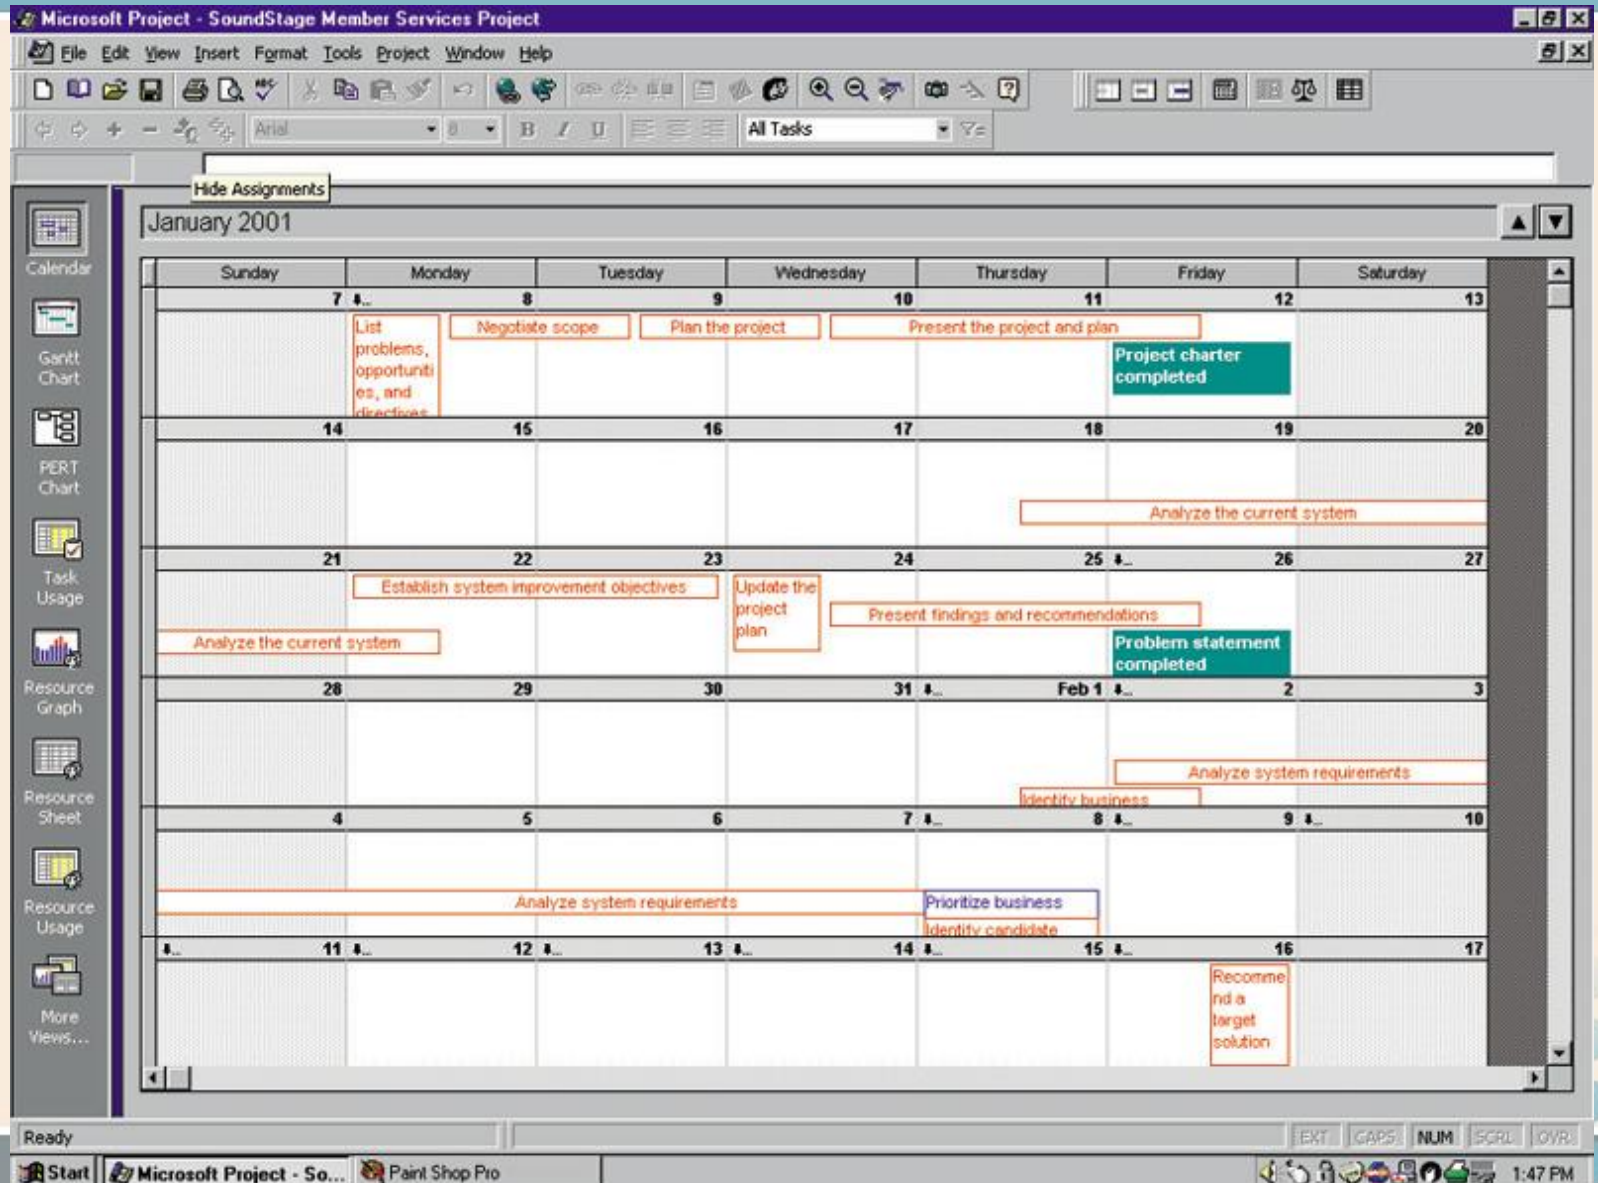 Microsoft Project - SoundStage Member Services Project
File Edit View Insert Format Tools Project Window Help
Arial 8 B I U All Tasks
Hide Assignments
January 2001
Calendar
Gantt
Chart
PERT
Chart
Task
Usage
Resource
Graph
Resource
Sheet
Resource
Usage
More
Views...
Sunday Monday Tuesday Wednesday Thursday Friday Saturday
7 8 9 10 11 12 13
List
problems,
opportuniti
es, and
directives
Negotiate scope
Plan the project
Present the project and plan
Project charter
completed
14 15 16 17 18 19 20
Analyze the current system
21 22 23 24 25 26 27
Establish system improvement objectives
Update the
project
plan
Present findings and recommendations
Analyze the current system
Problem statement
completed
28 29 30 31 Feb 1 2 3
Analyze system requirements
Identify business
4 5 6 7 8 9 10
Analyze system requirements
Prioritize business
Identify candidate
11 12 13 14 15 16 17
Recomme
nd a
target
solution
Ready
EXT CAPS NUM SCRL OVR
Start Microsoft Project - So... Paint Shop Pro 1:47 PM